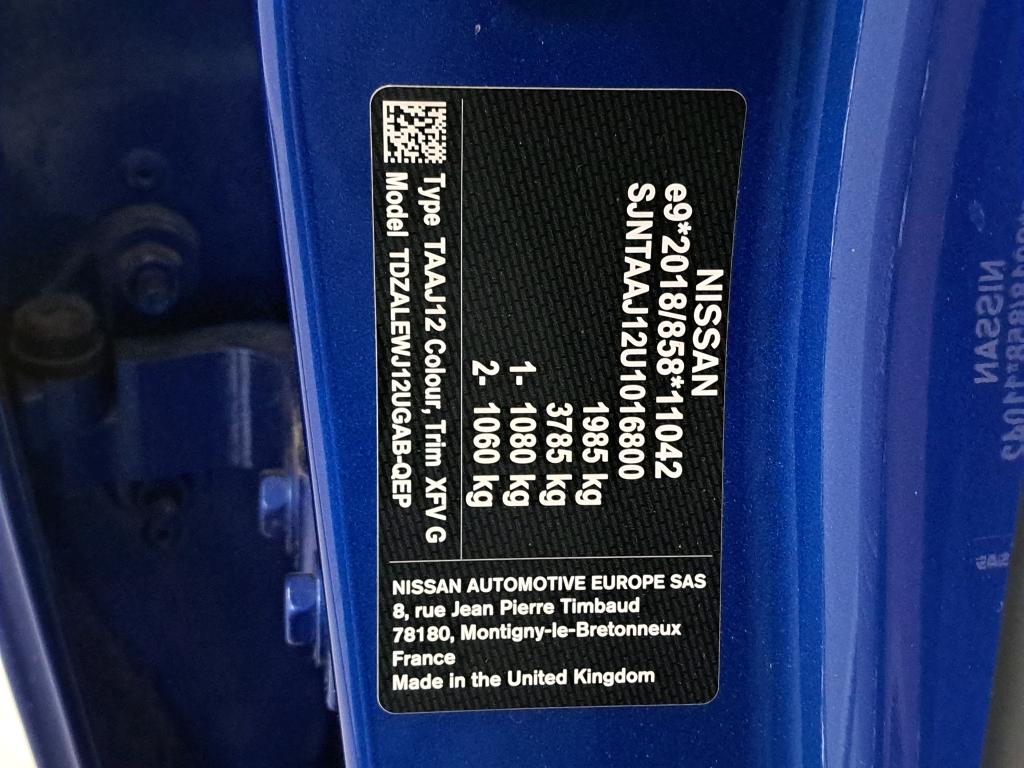 NISSAN
e9*2018/858*11042
SJNTAAJ12U1016800
1985 kg
3785 kg
1- 1080 kg
2- 1060 kg
Type TAAJ12 Colour, Trim XFV G
Model TDZALEWJ12UGAB-QEP
NISSAN AUTOMOTIVE EUROPE SAS
8, rue Jean Pierre Timbaud
78180, Montigny-le-Bretonneux
France
Made in the United Kingdom